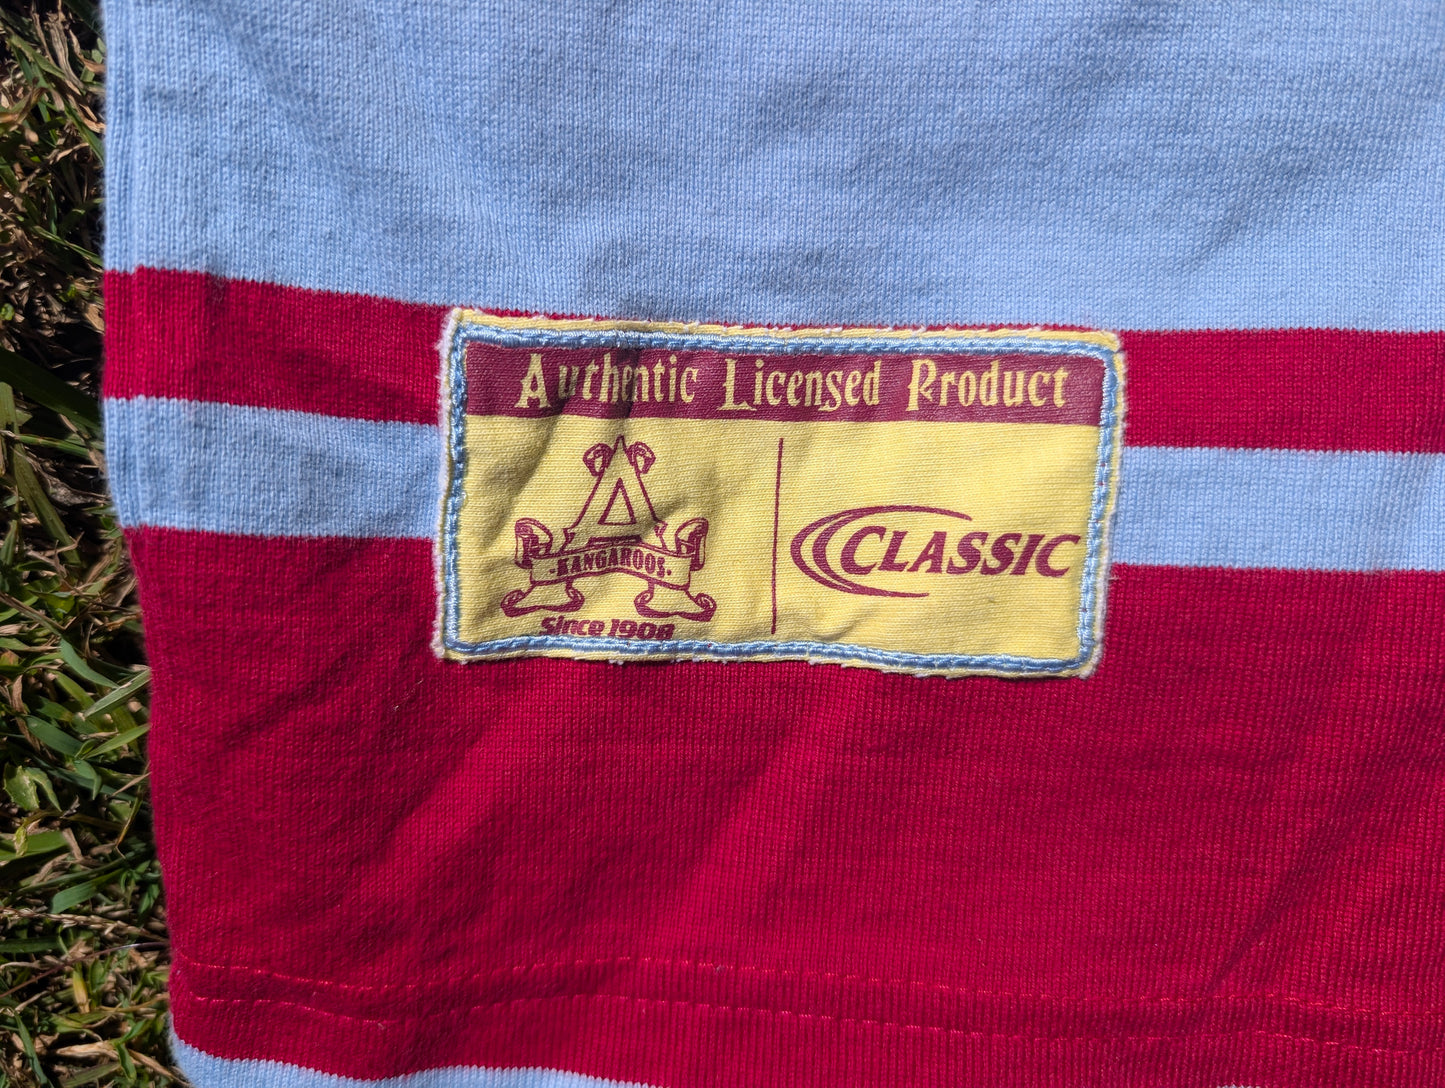 Authentic Licensed Product
A
-KANGAROOS-
Since 1908
CLASSIC